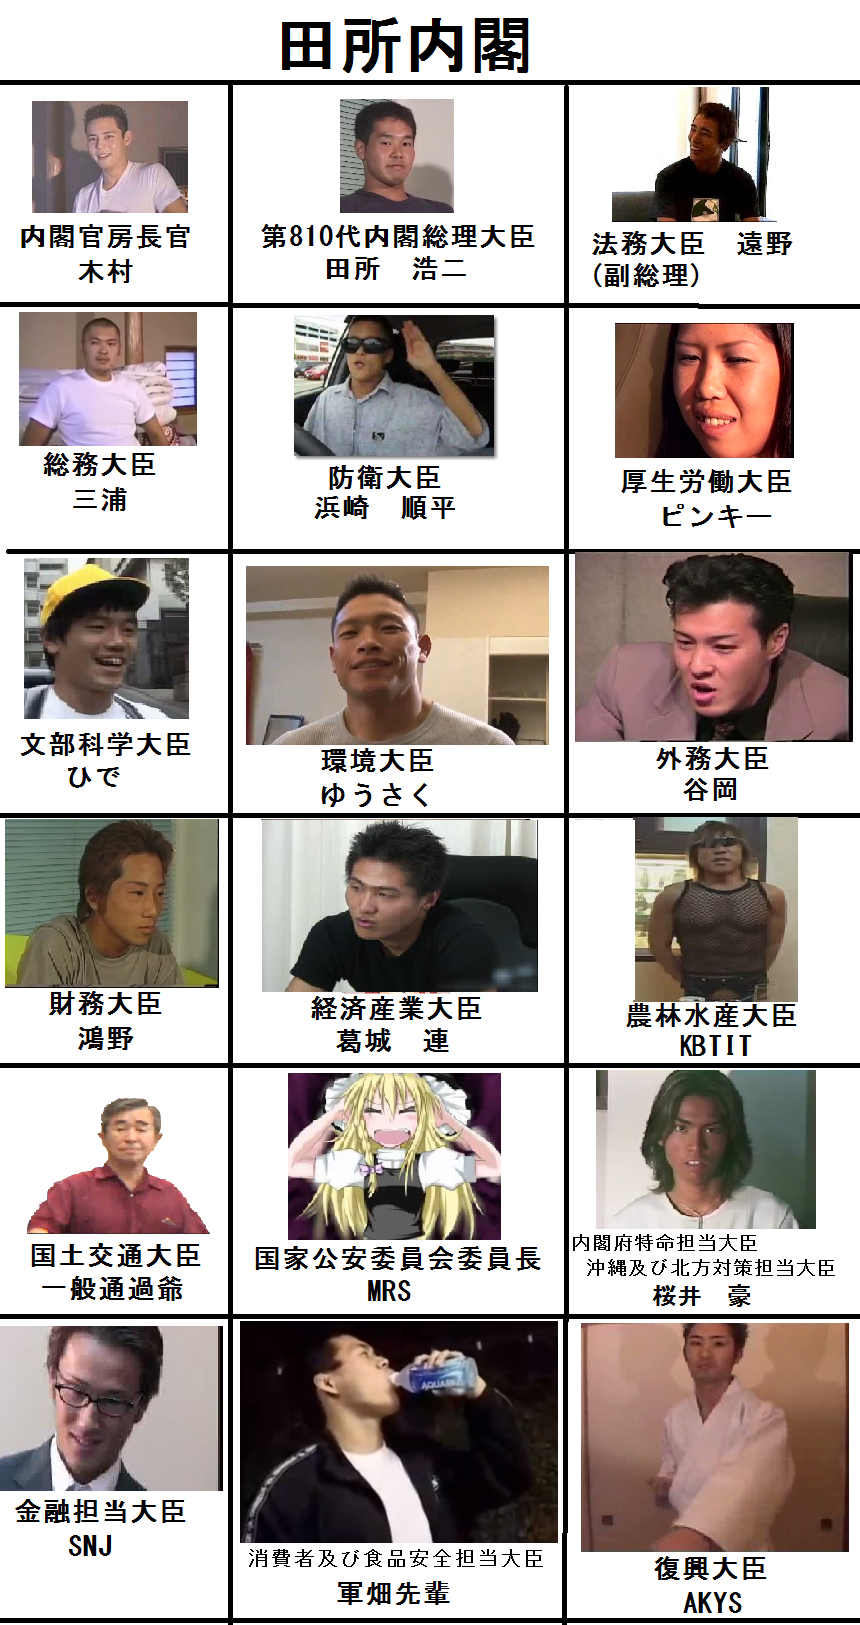 田所内閣
内閣官房長官
木村
第810代内閣総理大臣
田所　浩二
法務大臣　遠野
(副総理)
総務大臣
三浦
防衛大臣
浜崎　順平
厚生労働大臣
ピンキー
文部科学大臣
ひで
環境大臣
ゆうさく
外務大臣
谷岡
財務大臣
鴻野
経済産業大臣
葛城　蓮
農林水産大臣
KBTIT
国土交通大臣
一般通過爺
国家公安委員会委員長
MRS
内閣府特命担当大臣
沖縄及び北方対策担当大臣
桜井　豪
金融担当大臣
SNJ
AQUARIUS
消費者及び食品安全担当大臣
軍畑先輩
復興大臣
AKYS